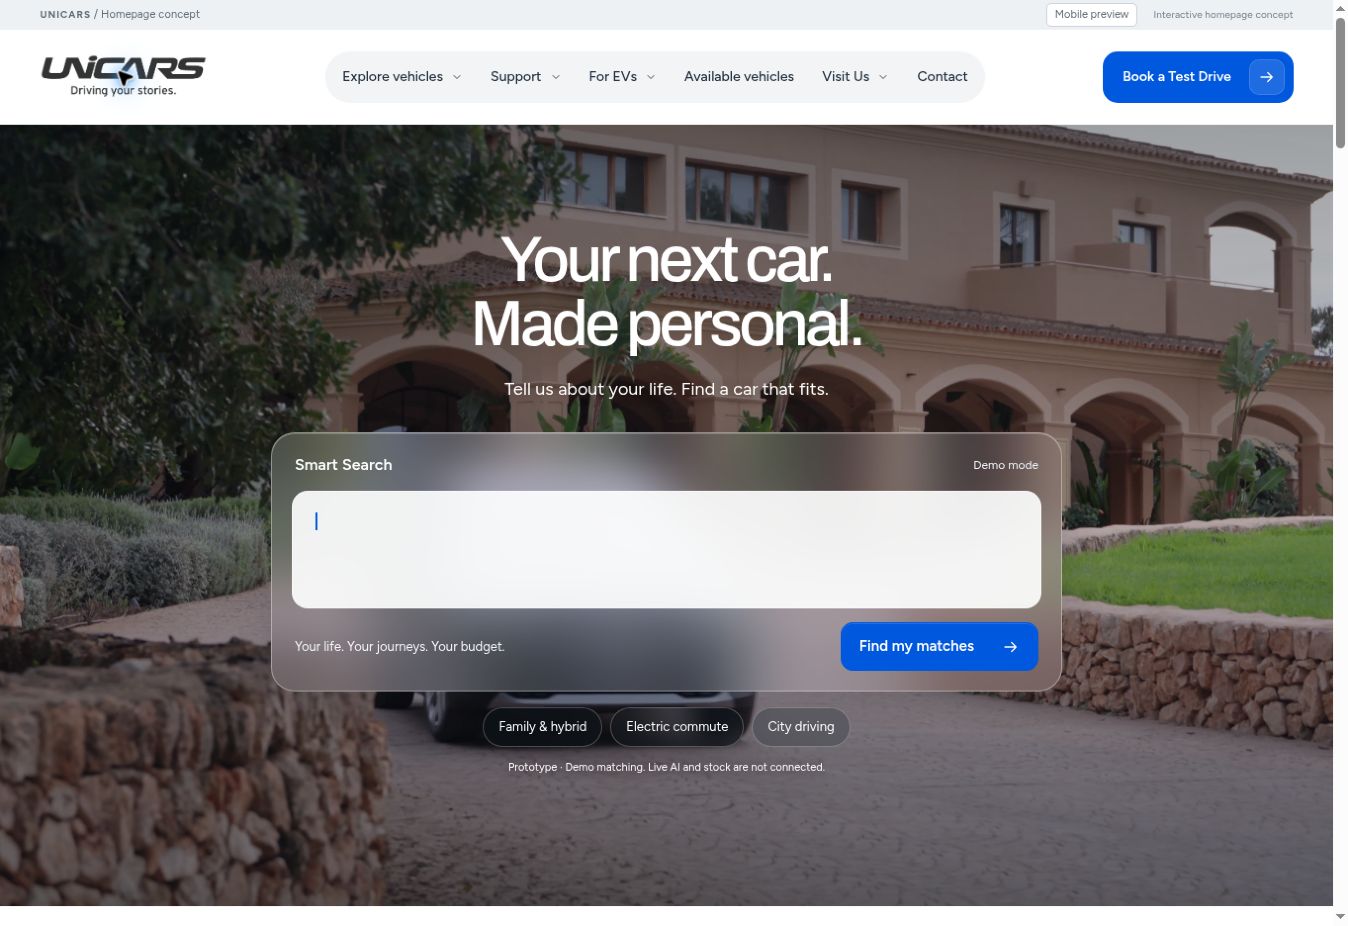 UNICARS / Homepage concept
Mobile preview
Interactive homepage concept
UNiCARS
Driving your stories.
Explore vehicles
Support
For EVs
Available vehicles
Visit Us
Contact
Book a Test Drive
Your next car.
Made personal.
Tell us about your life. Find a car that fits.
Smart Search
Demo mode
Your life. Your journeys. Your budget.
Find my matches
Family & hybrid
Electric commute
City driving
Prototype · Demo matching. Live AI and stock are not connected.